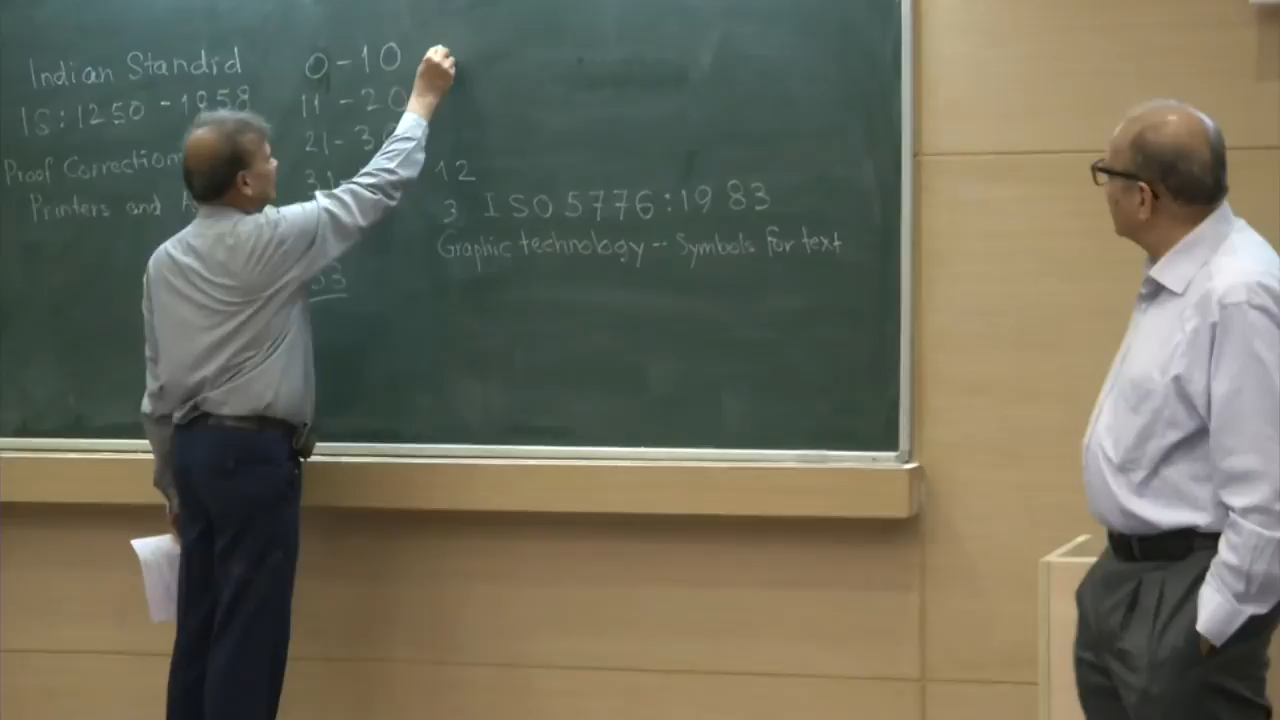 Indian Standrd
IS:1250-1958
Proof Correction
Printers and
0-10
11-20
21-3
12
3 ISO 5776:1983
Graphic technology -- Symbols for text
33